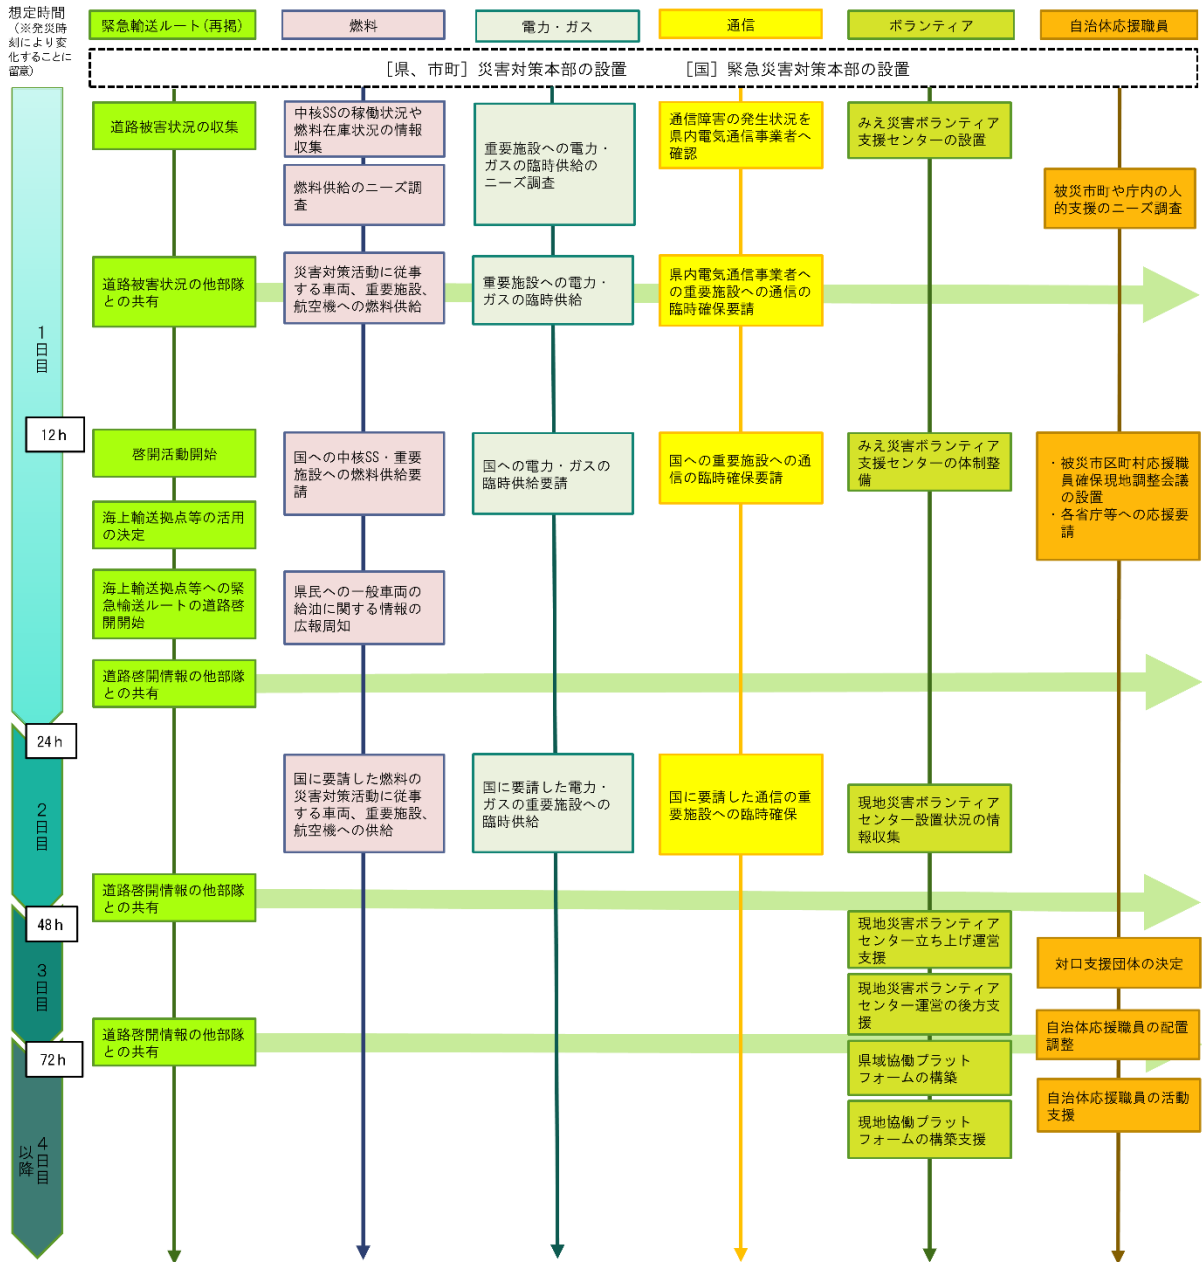 想定時間
（※発災時
刻により変
化することに
留意）
緊急輸送ルート(再掲)
燃料
電力・ガス
通信
ボランティア
自治体応援職員
［県、市町］災害対策本部の設置　　［国］緊急災害対策本部の設置
1日目
12h
24h
2日目
48h
3日目
72h
4日目
以降
道路被害状況の収集
道路被害状況の他部隊
との共有
啓開活動開始
海上輸送拠点等の活用
の決定
海上輸送拠点等への緊
急輸送ルートの道路啓
開開始
道路啓開情報の他部隊
との共有
道路啓開情報の他部隊
との共有
道路啓開情報の他部隊
との共有
中核SSの稼働状況や
燃料在庫状況の情報
収集
燃料供給のニーズ調
査
災害対策活動に従事
する車両、重要施設、
航空機への燃料供給
国への中核SS・重要
施設への燃料供給要
請
県民への一般車両の
給油に関する情報の
広報周知
国に要請した燃料の
災害対策活動に従事
する車両、重要施設、
航空機への供給
重要施設への電力・
ガスの臨時供給の
ニーズ調査
重要施設への電力・
ガスの臨時供給
国への電力・ガスの
臨時供給要請
国に要請した電力・
ガスの重要施設への
臨時供給
通信障害の発生状況を
県内電気通信事業者へ
確認
県内電気通信事業者へ
の重要施設への通信の
臨時確保要請
国への重要施設への通
信の臨時確保要請
国に要請した通信の重
要施設への臨時確保
みえ災害ボランティア
支援センターの設置
みえ災害ボランティア
支援センターの体制整
備
現地災害ボランティア
センター設置状況の情
報収集
現地災害ボランティア
センター立ち上げ運営
支援
現地災害ボランティア
センター運営の後方支
援
県域協働プラット
フォームの構築
現地協働プラット
フォームの構築支援
被災市町や庁内の人
的支援のニーズ調査
・被災市区町村応援職
員確保現地調整会議
の設置
・各省庁等への応援要
請
対口支援団体の決定
自治体応援職員の配置
調整
自治体応援職員の活動
支援